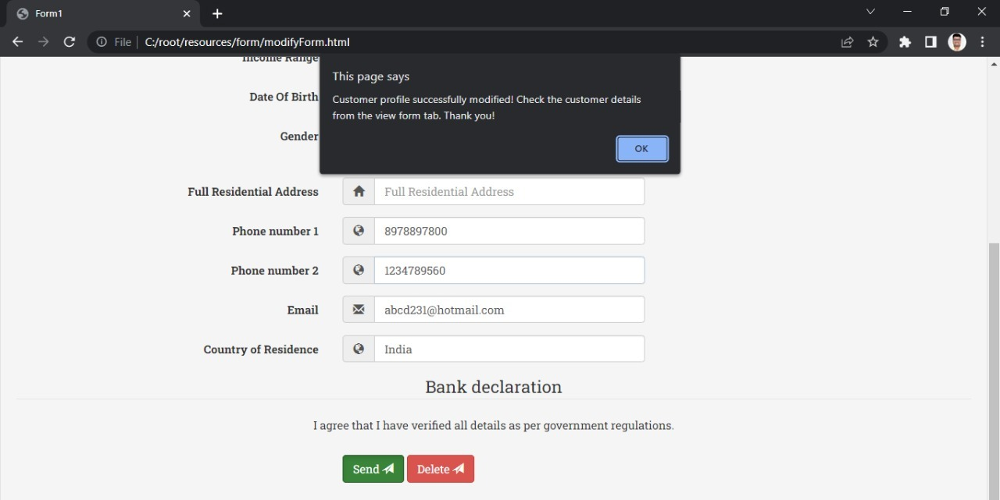 Form1
File
C:/root/resources/form/modifyForm.html
Income Range
This page says
Customer profile successfully modified! Check the customer details
from the view form tab. Thank you!
OK
Date Of Birth
Gender
Full Residential Address Full Residential Address
Phone number 1 8978897800
Phone number 2 1234789560
Email abcd231@hotmail.com
Country of Residence India
Bank declaration
I agree that I have verified all details as per government regulations.
Send Delete